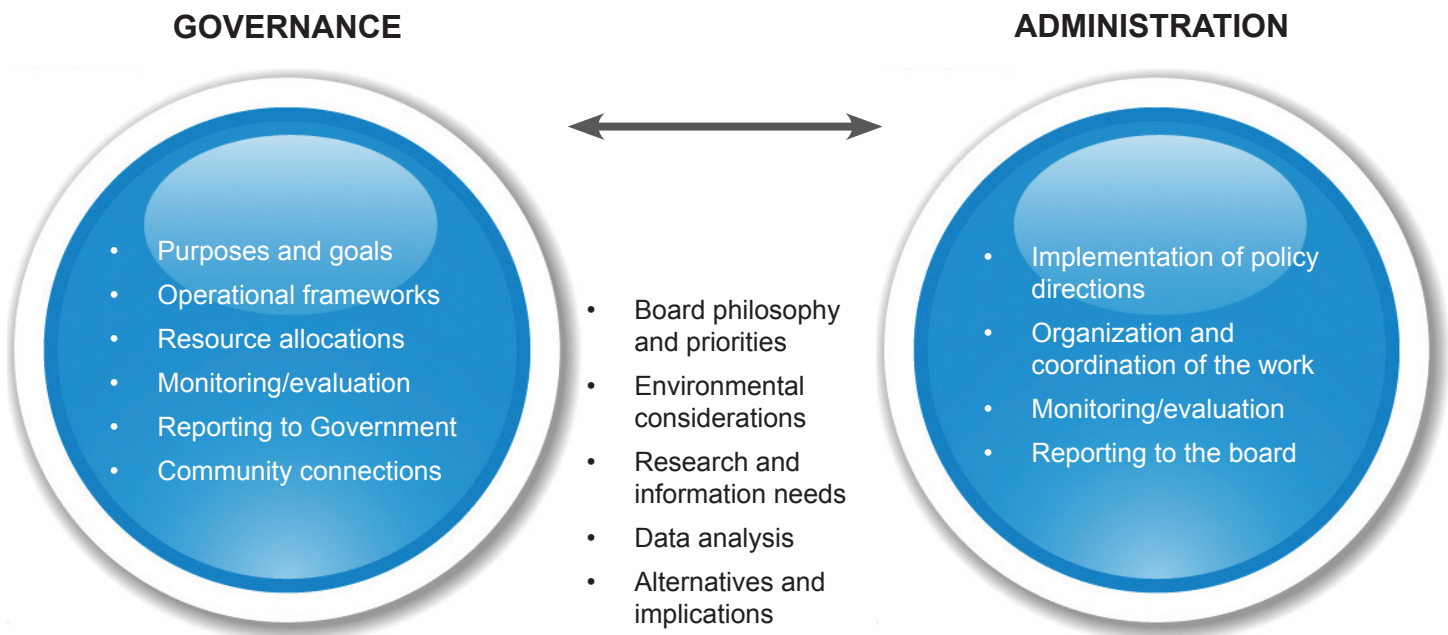 GOVERNANCE
• Purposes and goals
• Operational frameworks
• Resource allocations
• Monitoring/evaluation
• Reporting to Government
• Community connections
• Board philosophy
and priorities
• Environmental
considerations
• Research and
information needs
• Data analysis
• Alternatives and
implications
ADMINISTRATION
• Implementation of policy
directions
• Organization and
coordination of the work
• Monitoring/evaluation
• Reporting to the board